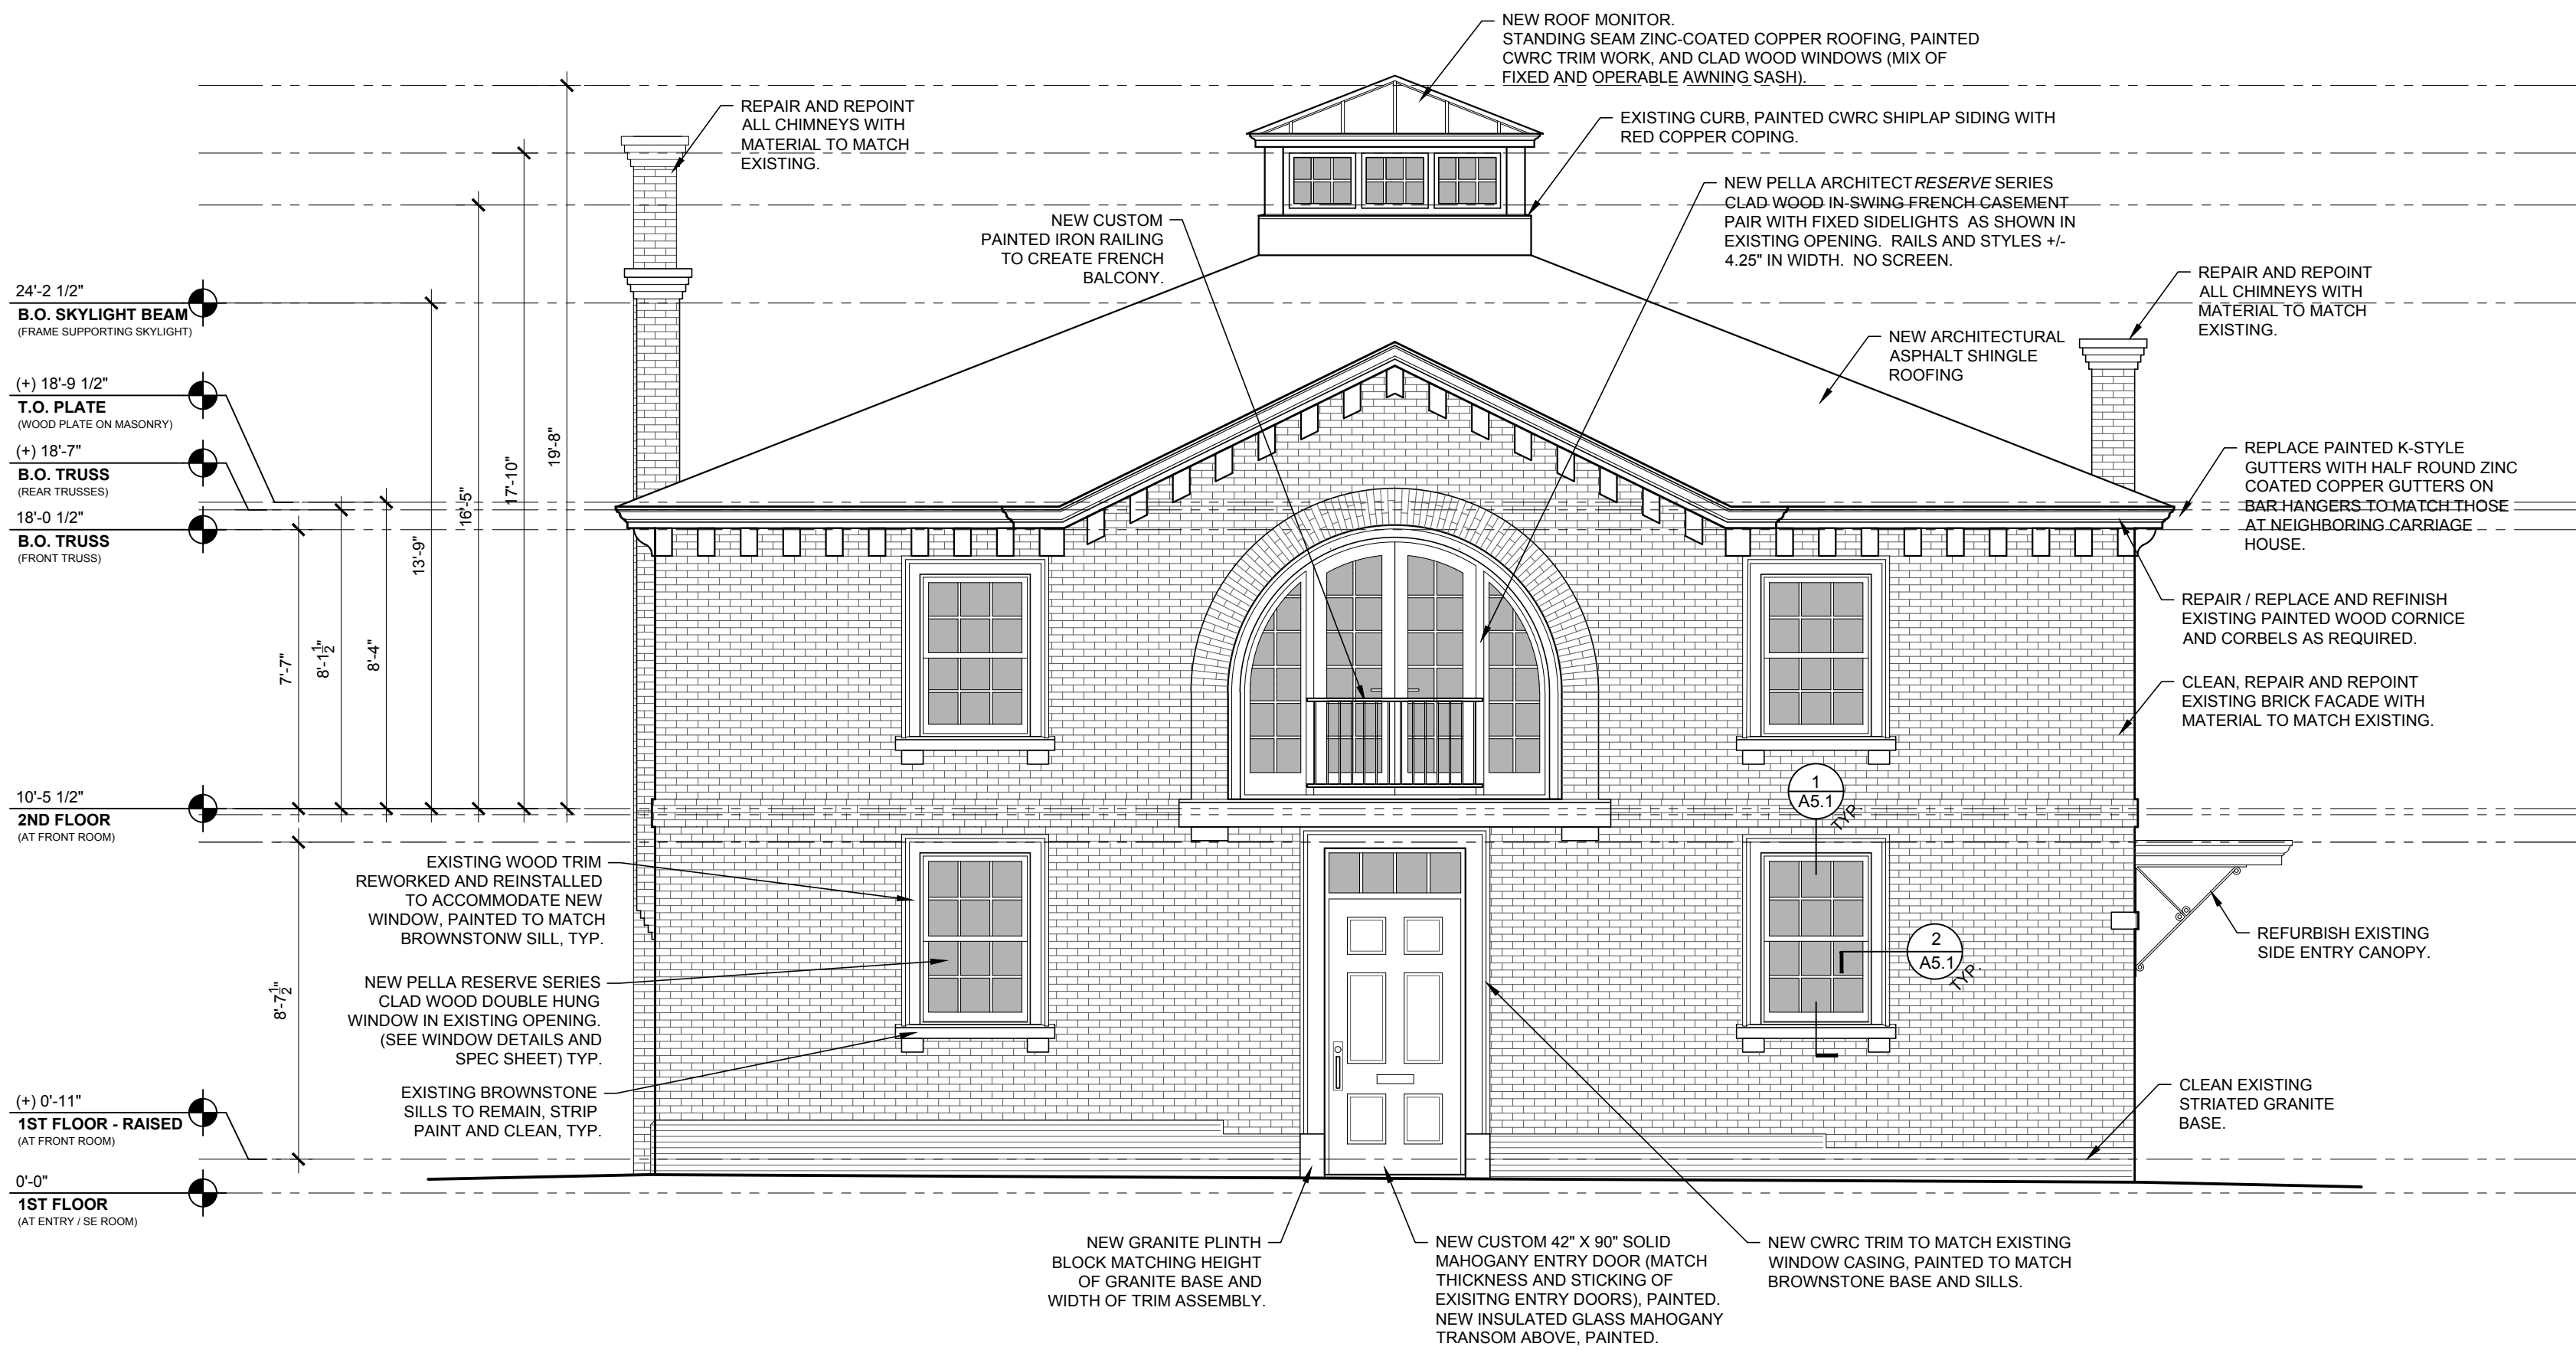 NEW ROOF MONITOR.
STANDING SEAM ZINC-COATED COPPER ROOFING, PAINTED
CWRC TRIM WORK, AND CLAD WOOD WINDOWS (MIX OF
FIXED AND OPERABLE AWNING SASH).
REPAIR AND REPOINT
ALL CHIMNEYS WITH
MATERIAL TO MATCH
EXISTING.
EXISTING CURB, PAINTED CWRC SHIPLAP SIDING WITH
RED COPPER COPING.
NEW PELLA ARCHITECT RESERVE SERIES
CLAD WOOD IN-SWING FRENCH CASEMENT
PAIR WITH FIXED SIDELIGHTS AS SHOWN IN
EXISTING OPENING. RAILS AND STYLES +/-
4.25" IN WIDTH. NO SCREEN.
NEW CUSTOM
PAINTED IRON RAILING
TO CREATE FRENCH
BALCONY.
REPAIR AND REPOINT
ALL CHIMNEYS WITH
MATERIAL TO MATCH
EXISTING.
NEW ARCHITECTURAL
ASPHALT SHINGLE
ROOFING
24'-2 1/2"
B.O. SKYLIGHT BEAM
(FRAME SUPPORTING SKYLIGHT)
(+) 18'-9 1/2"
T.O. PLATE
(WOOD PLATE ON MASONRY)
(+) 18'-7"
B.O. TRUSS
(REAR TRUSSES)
18'-0 1/2"
B.O. TRUSS
(FRONT TRUSS)
7'-7"
8'-1 1/2"
8'-4"
13'-9"
16'-5"
17'-10"
19'-8"
REPLACE PAINTED K-STYLE
GUTTERS WITH HALF ROUND ZINC
COATED COPPER GUTTERS ON
BAR HANGERS TO MATCH THOSE
AT NEIGHBORING CARRIAGE
HOUSE.
REPAIR / REPLACE AND REFINISH
EXISTING PAINTED WOOD CORNICE
AND CORBELS AS REQUIRED.
CLEAN, REPAIR AND REPOINT
EXISTING BRICK FACADE WITH
MATERIAL TO MATCH EXISTING.
10'-5 1/2"
2ND FLOOR
(AT FRONT ROOM)
1
A5.1
TYP.
EXISTING WOOD TRIM
REWORKED AND REINSTALLED
TO ACCOMMODATE NEW
WINDOW, PAINTED TO MATCH
BROWNSTONW SILL, TYP.
2
A5.1
TYP.
REFURBISH EXISTING
SIDE ENTRY CANOPY.
8'-7 1/2"
NEW PELLA RESERVE SERIES
CLAD WOOD DOUBLE HUNG
WINDOW IN EXISTING OPENING.
(SEE WINDOW DETAILS AND
SPEC SHEET) TYP.
EXISTING BROWNSTONE
SILLS TO REMAIN, STRIP
PAINT AND CLEAN, TYP.
CLEAN EXISTING
STRIATED GRANITE
BASE.
(+) 0'-11"
1ST FLOOR - RAISED
(AT FRONT ROOM)
0'-0"
1ST FLOOR
(AT ENTRY / SE ROOM)
NEW GRANITE PLINTH
BLOCK MATCHING HEIGHT
OF GRANITE BASE AND
WIDTH OF TRIM ASSEMBLY.
NEW CUSTOM 42" X 90" SOLID
MAHOGANY ENTRY DOOR (MATCH
THICKNESS AND STICKING OF
EXISITNG ENTRY DOORS), PAINTED.
NEW INSULATED GLASS MAHOGANY
TRANSOM ABOVE, PAINTED.
NEW CWRC TRIM TO MATCH EXISTING
WINDOW CASING, PAINTED TO MATCH
BROWNSTONE BASE AND SILLS.